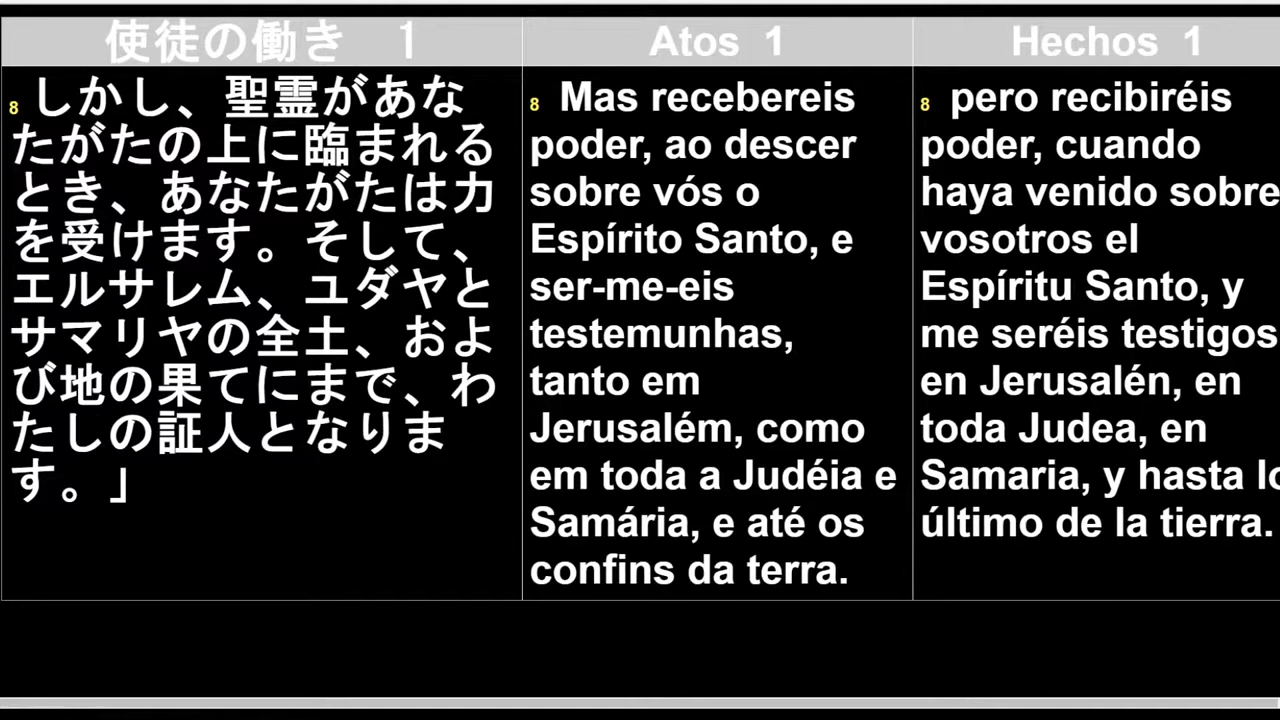 使徒の働き　1
8 しかし、聖霊があな
たがたの上に臨まれる
とき、あなたがたは力
を受けます。そして、
エルサレム、ユダヤと
サマリヤの全土、およ
び地の果てにまで、わ
たしの証人となりま
す。」
Atos 1
8 Mas recebereis
poder, ao descer
sobre vós o
Espírito Santo, e
ser-me-eis
testemunhas,
tanto em
Jerusalém, como
em toda a Judéia e
Samária, e até os
confins da terra.
Hechos 1
8 pero recibiréis
poder, cuando
haya venido sobre
vosotros el
Espíritu Santo, y
me seréis testigos
en Jerusalén, en
toda Judea, en
Samaria, y hasta lo
último de la tierra.